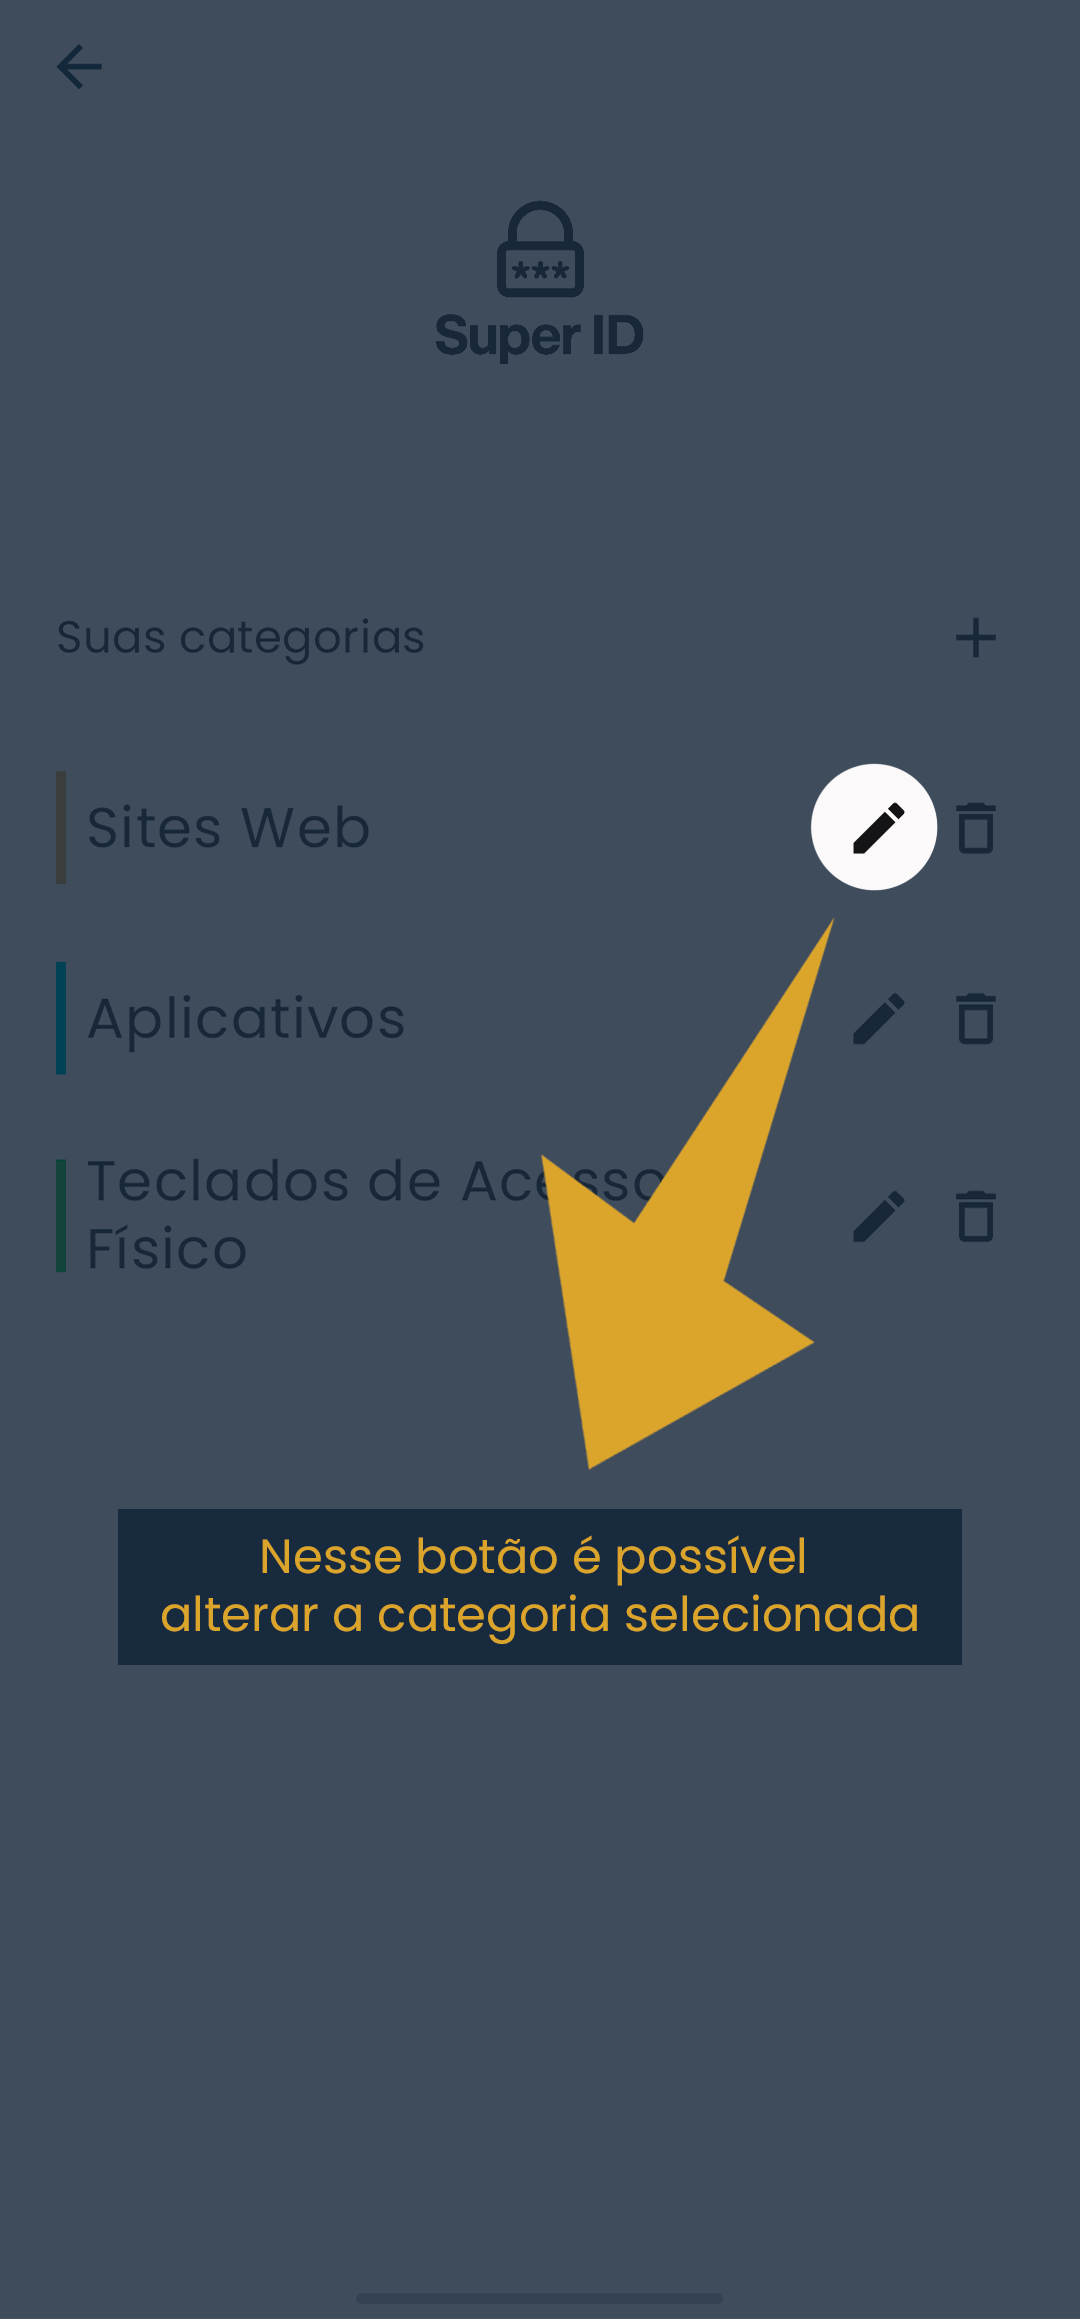 ***
Super ID
Suas categorias
Sites Web
Aplicativos
Teclados de Acesso
Físico
Nesse botão é possível
alterar a categoria selecionada